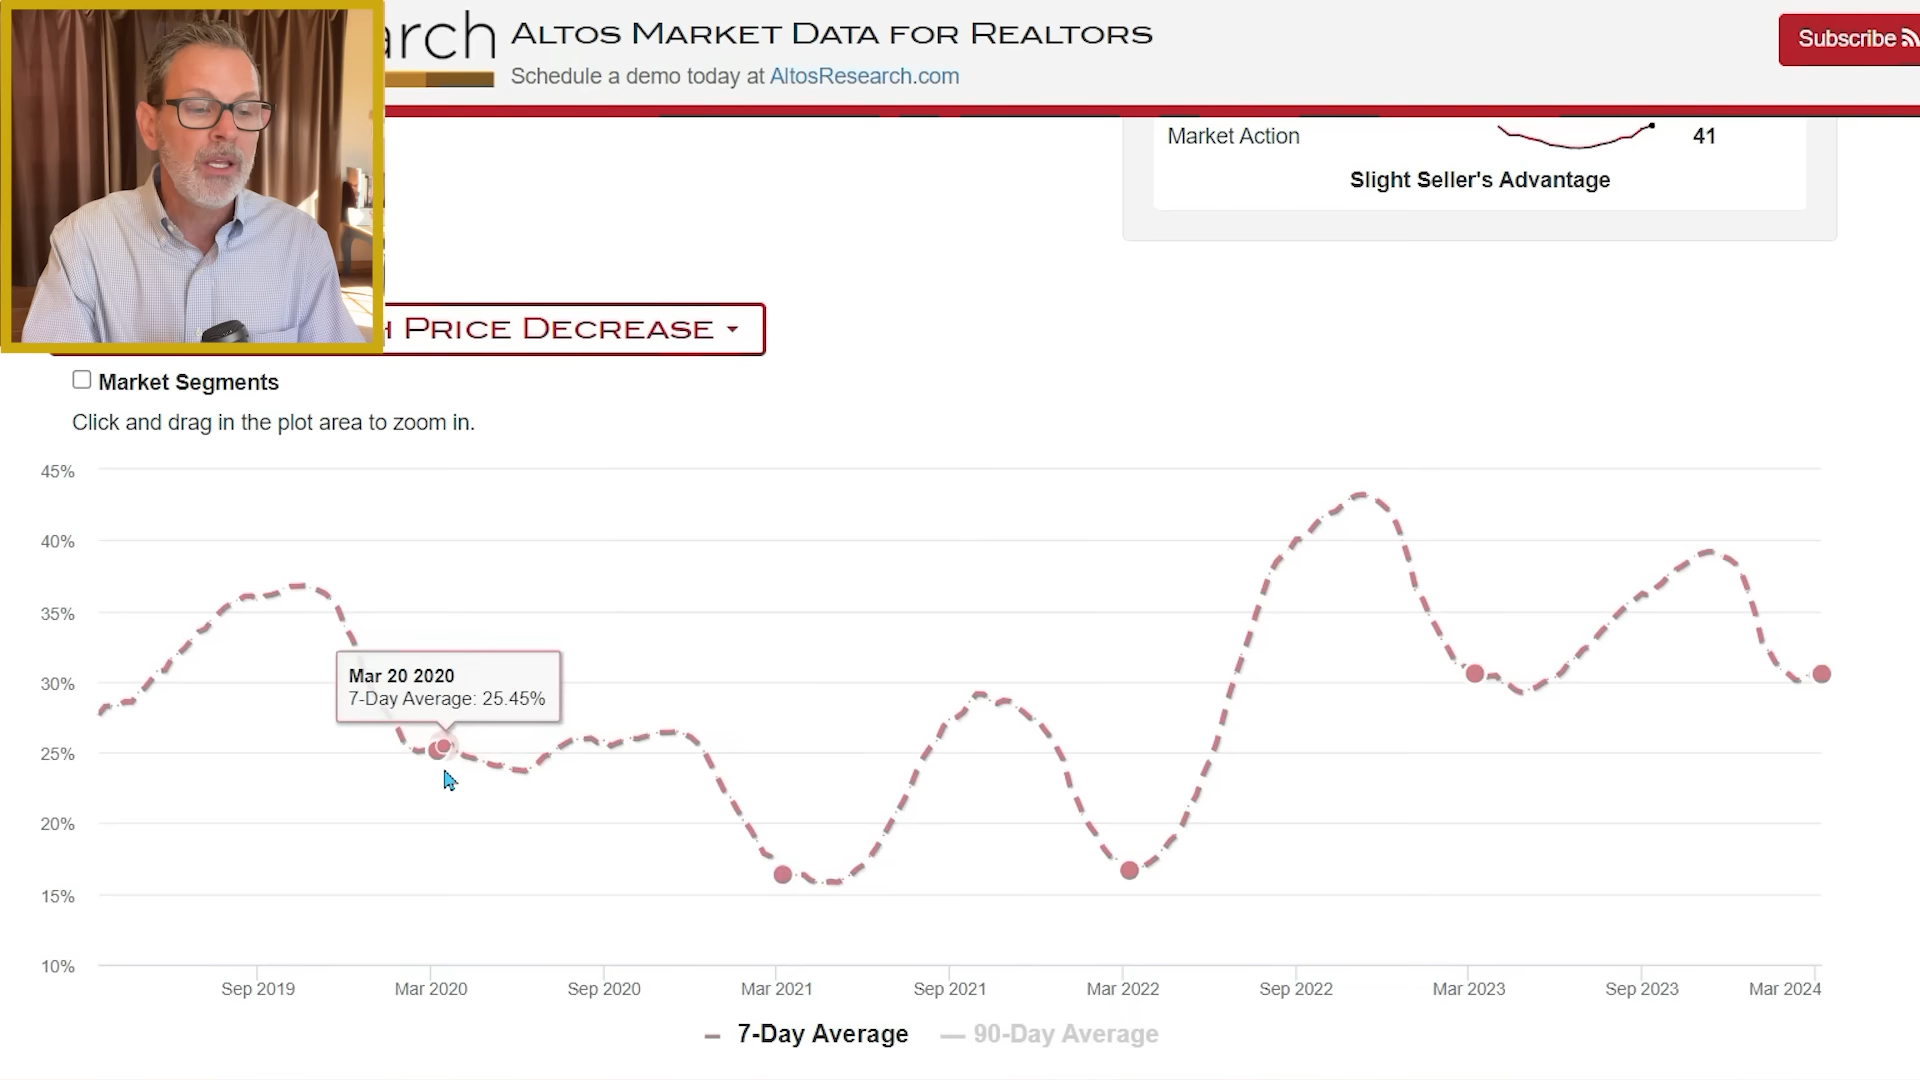 arch
ALTOS MARKET DATA FOR REALTORS
Schedule a demo today at AltosResearch.com
Subscribe
Market Action 41
Slight Seller's Advantage
PRICE DECREASE
Market Segments
Click and drag in the plot area to zoom in.
45%
40%
35%
30%
25%
20%
15%
10%
Mar 20 2020
7-Day Average: 25.45%
Sep 2019 Mar 2020 Sep 2020 Mar 2021 Sep 2021 Mar 2022 Sep 2022 Mar 2023 Sep 2023 Mar 2024
7-Day Average 90-Day Average